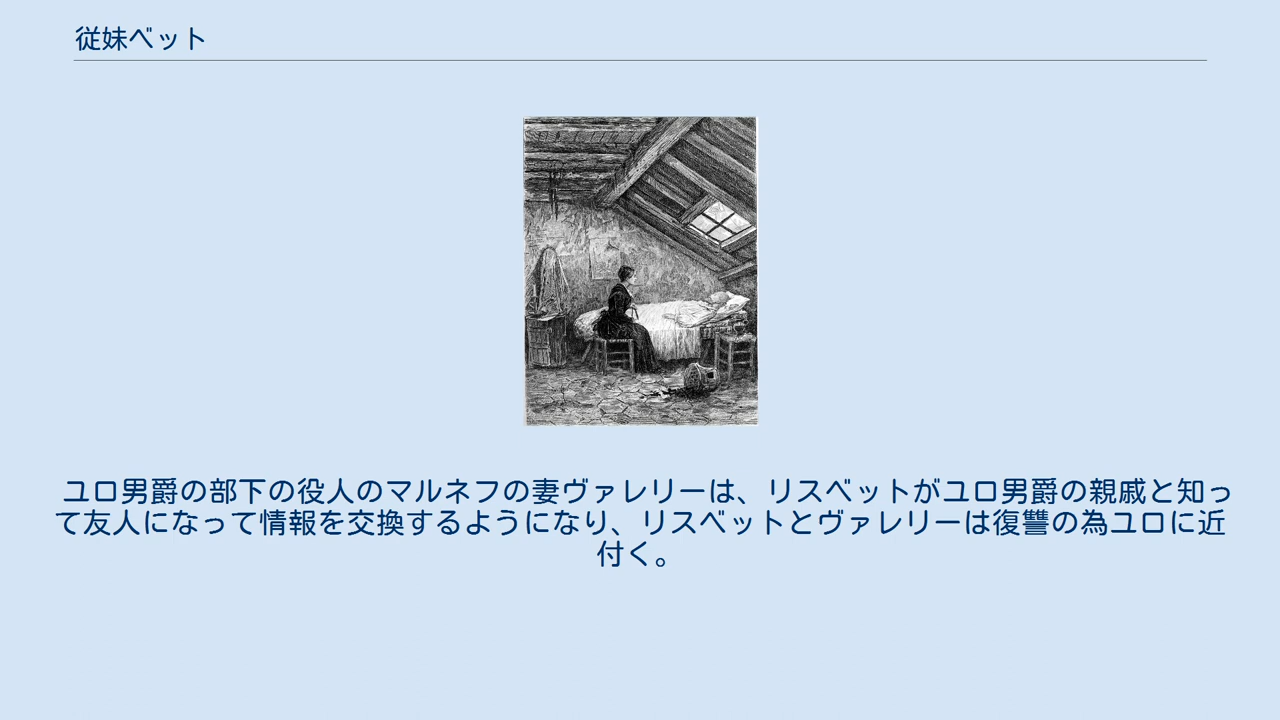 従妹ベット
ユロ男爵の部下の役人のマルネフの妻ヴァレリーは、リスベットがユロ男爵の親戚と知っ
て友人になって情報を交換するようになり、リスベットとヴァレリーは復讐の為ユロに近
付く。